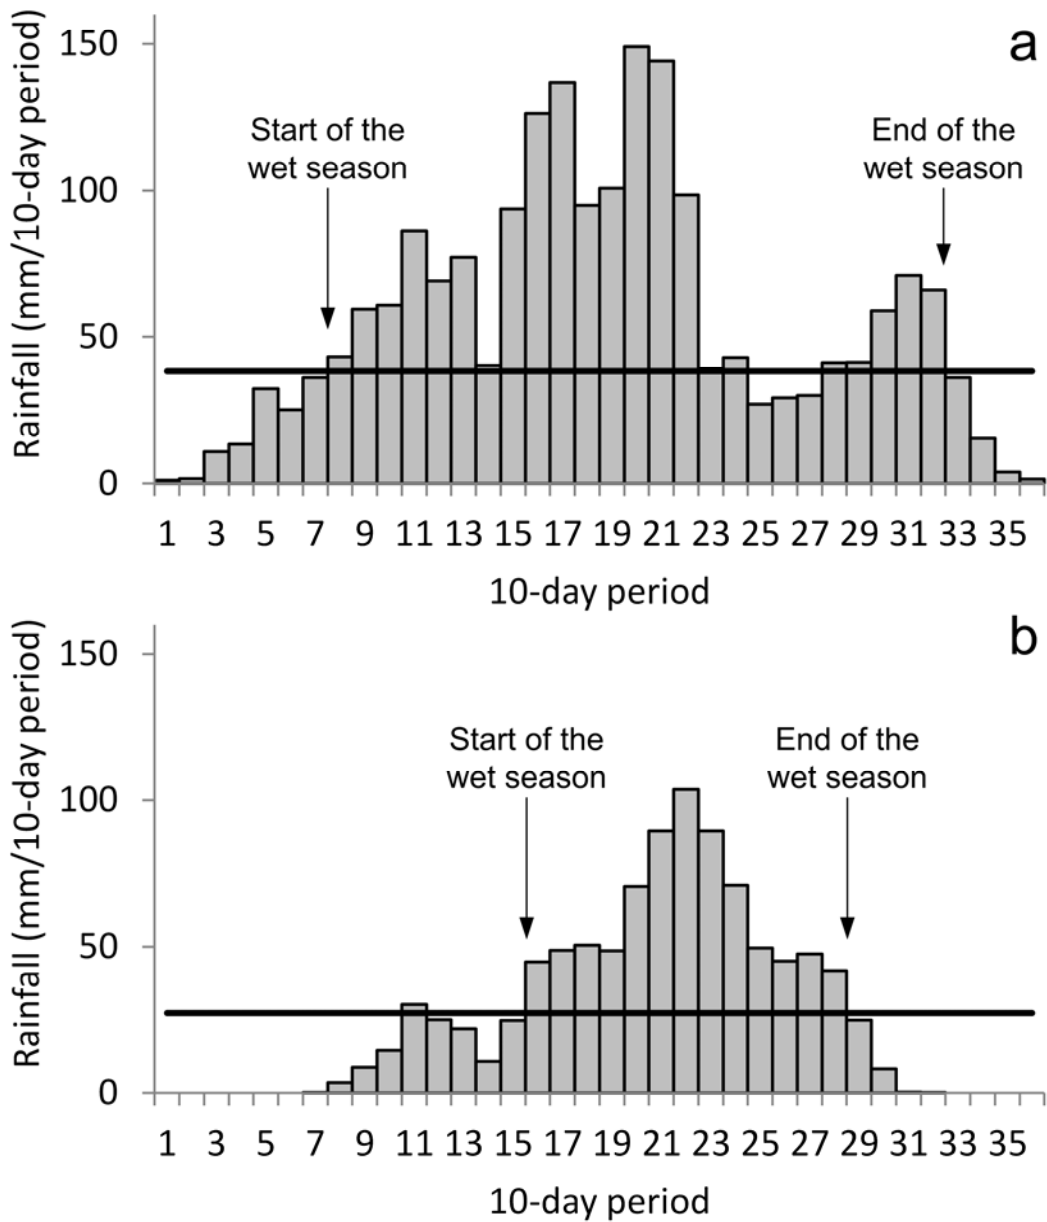 a
Rainfall (mm/10-day period)
150
100
50
0
Start of the
wet season
End of the
wet season
1 3 5 7 9 11 13 15 17 19 21 23 25 27 29 31 33 35
10-day period
b
Rainfall (mm/10-day period)
150
100
50
0
Start of the
wet season
End of the
wet season
1 3 5 7 9 11 13 15 17 19 21 23 25 27 29 31 33 35
10-day period